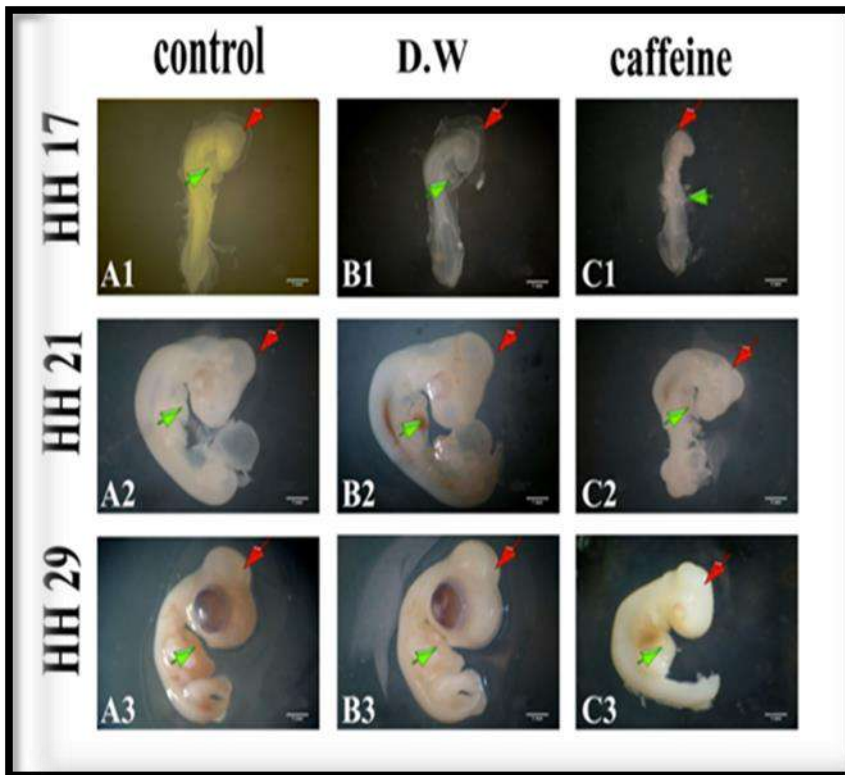 control D.W caffeine
HH 17
A1 B1 C1
HH 21
A2 B2 C2
HH 29
A3 B3 C3